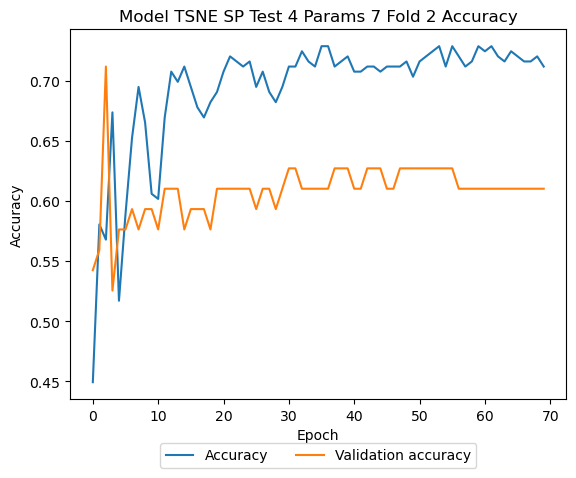 Model TSNE SP Test 4 Params 7 Fold 2 Accuracy
Accuracy
0.70
0.65
0.60
0.55
0.50
0.45
0 10 20 30 40 50 60 70
Epoch
Accuracy Validation accuracy